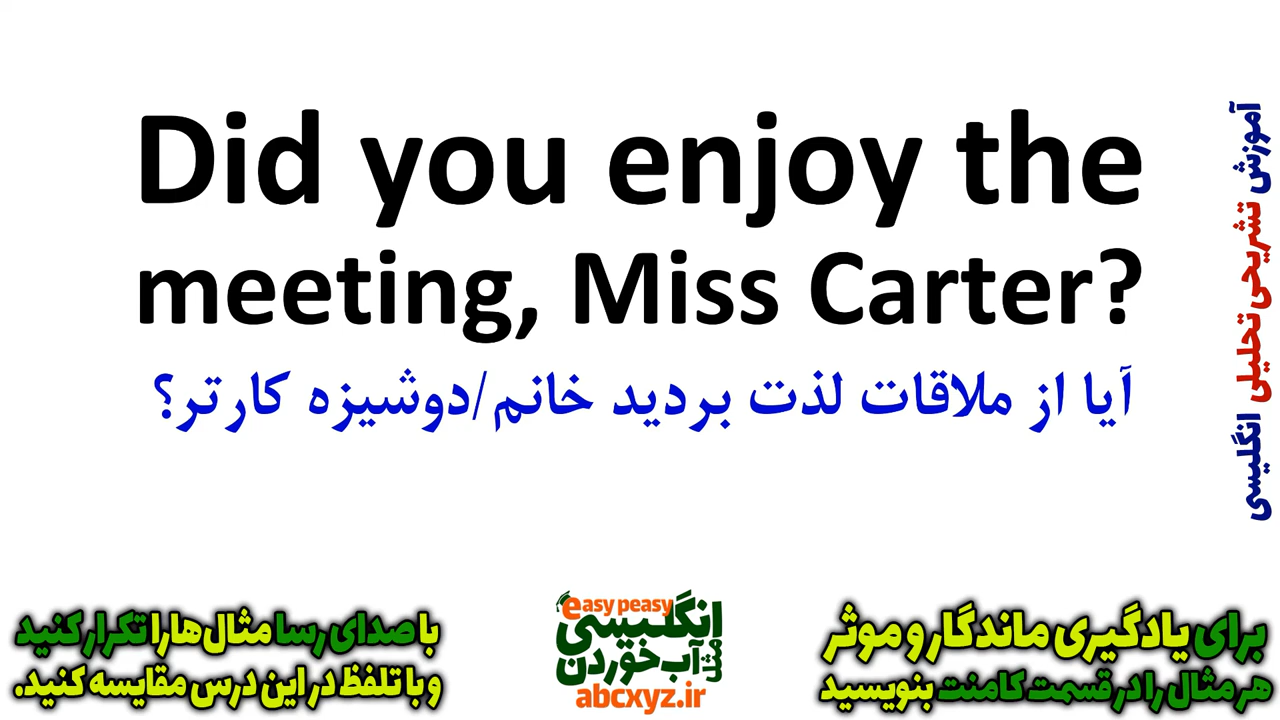 Did you enjoy the
meeting, Miss Carter?
آیا از ملاقات لذت بردید خانم/دوشیزه کارتر؟
آموزش تشریحی تحلیلی انگلیسی
برای یادگیری ماندگار و موثر
هر مثال را در قسمت کامنت بنویسید
easy peasy
انگلیسی
مثل آب خوردن
abcxyz.ir
با صدای رسا مثال‌ها را تکرار کنید
و با تلفظ در این درس مقایسه کنید.